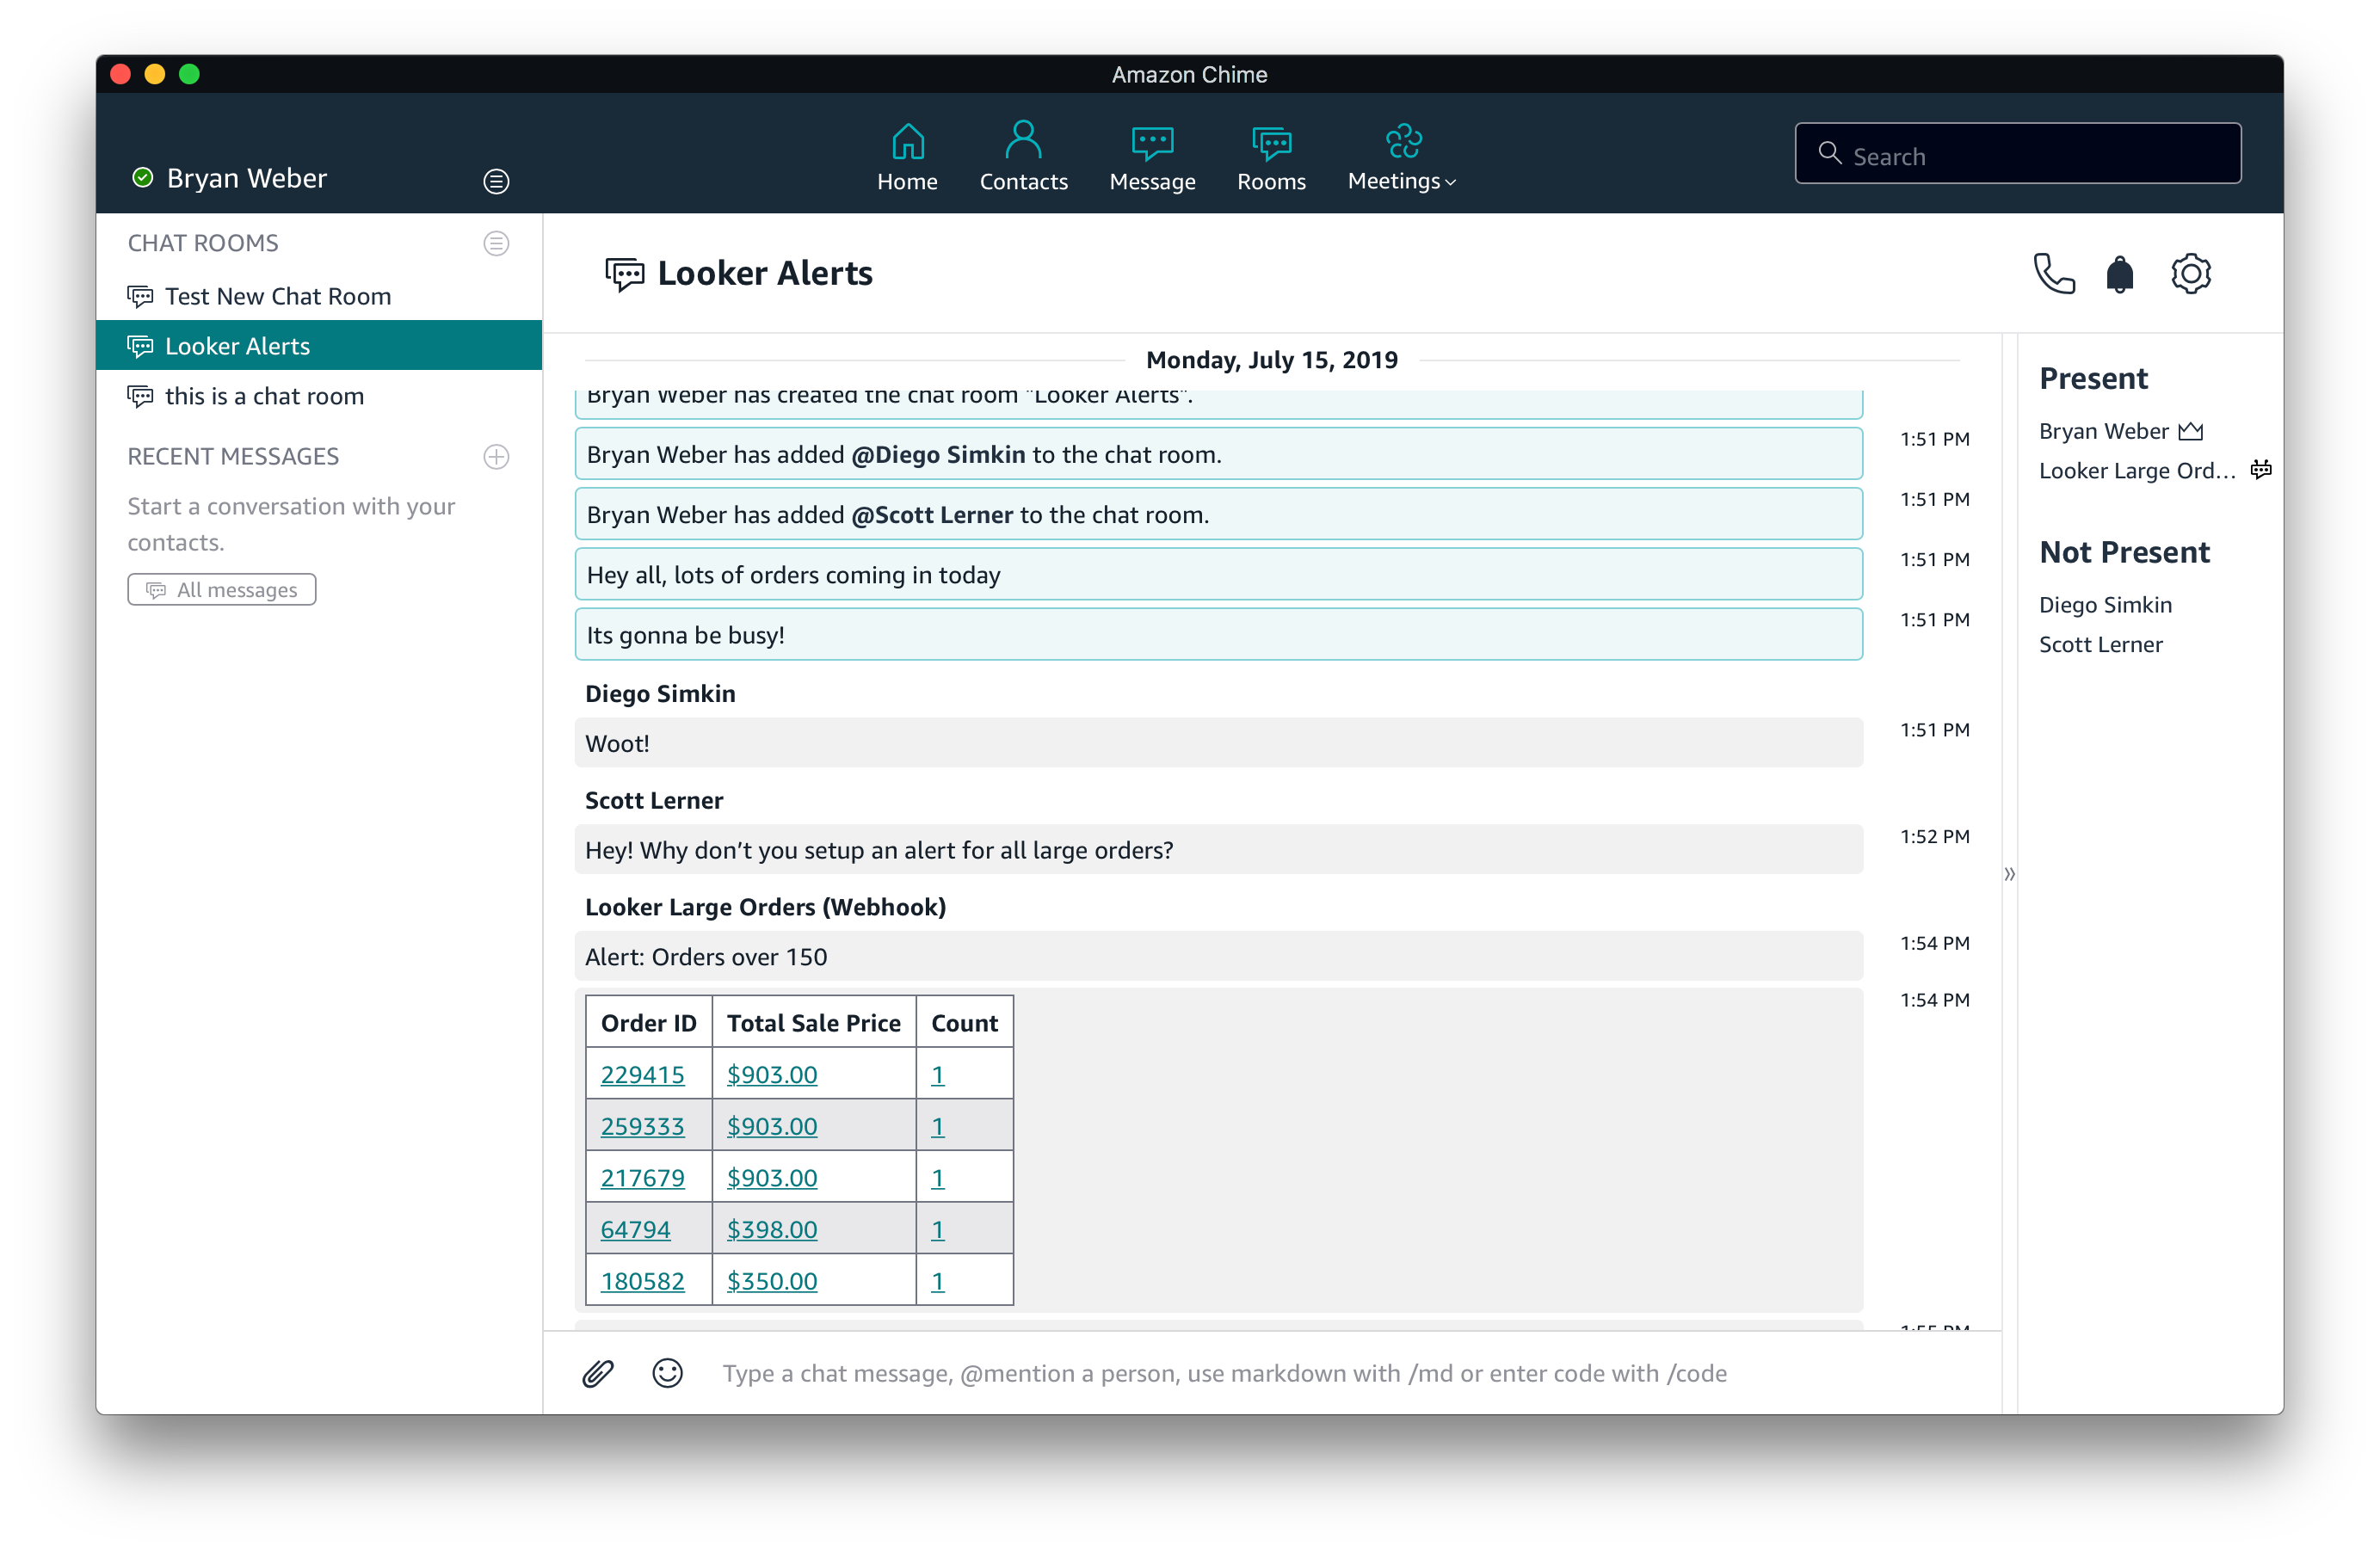 Amazon Chime
Bryan Weber
Home
Contacts
Message
Rooms
Meetings
Search
CHAT ROOMS
Test New Chat Room
Looker Alerts
this is a chat room
RECENT MESSAGES
Start a conversation with your
contacts.
All messages
Looker Alerts
Monday, July 15, 2019
Bryan Weber has created the chat room "Looker Alerts".
Bryan Weber has added @Diego Simkin to the chat room.
1:51 PM
Bryan Weber has added @Scott Lerner to the chat room.
1:51 PM
Hey all, lots of orders coming in today
1:51 PM
Its gonna be busy!
1:51 PM
Diego Simkin
Woot!
1:51 PM
Scott Lerner
Hey! Why don’t you setup an alert for all large orders?
1:52 PM
Looker Large Orders (Webhook)
Alert: Orders over 150
1:54 PM
1:54 PM
Order ID Total Sale Price Count
229415 $903.00 1
259333 $903.00 1
217679 $903.00 1
64794 $398.00 1
180582 $350.00 1
1:55 PM
Type a chat message, @mention a person, use markdown with /md or enter code with /code
Present
Bryan Weber
Looker Large Ord...
Not Present
Diego Simkin
Scott Lerner